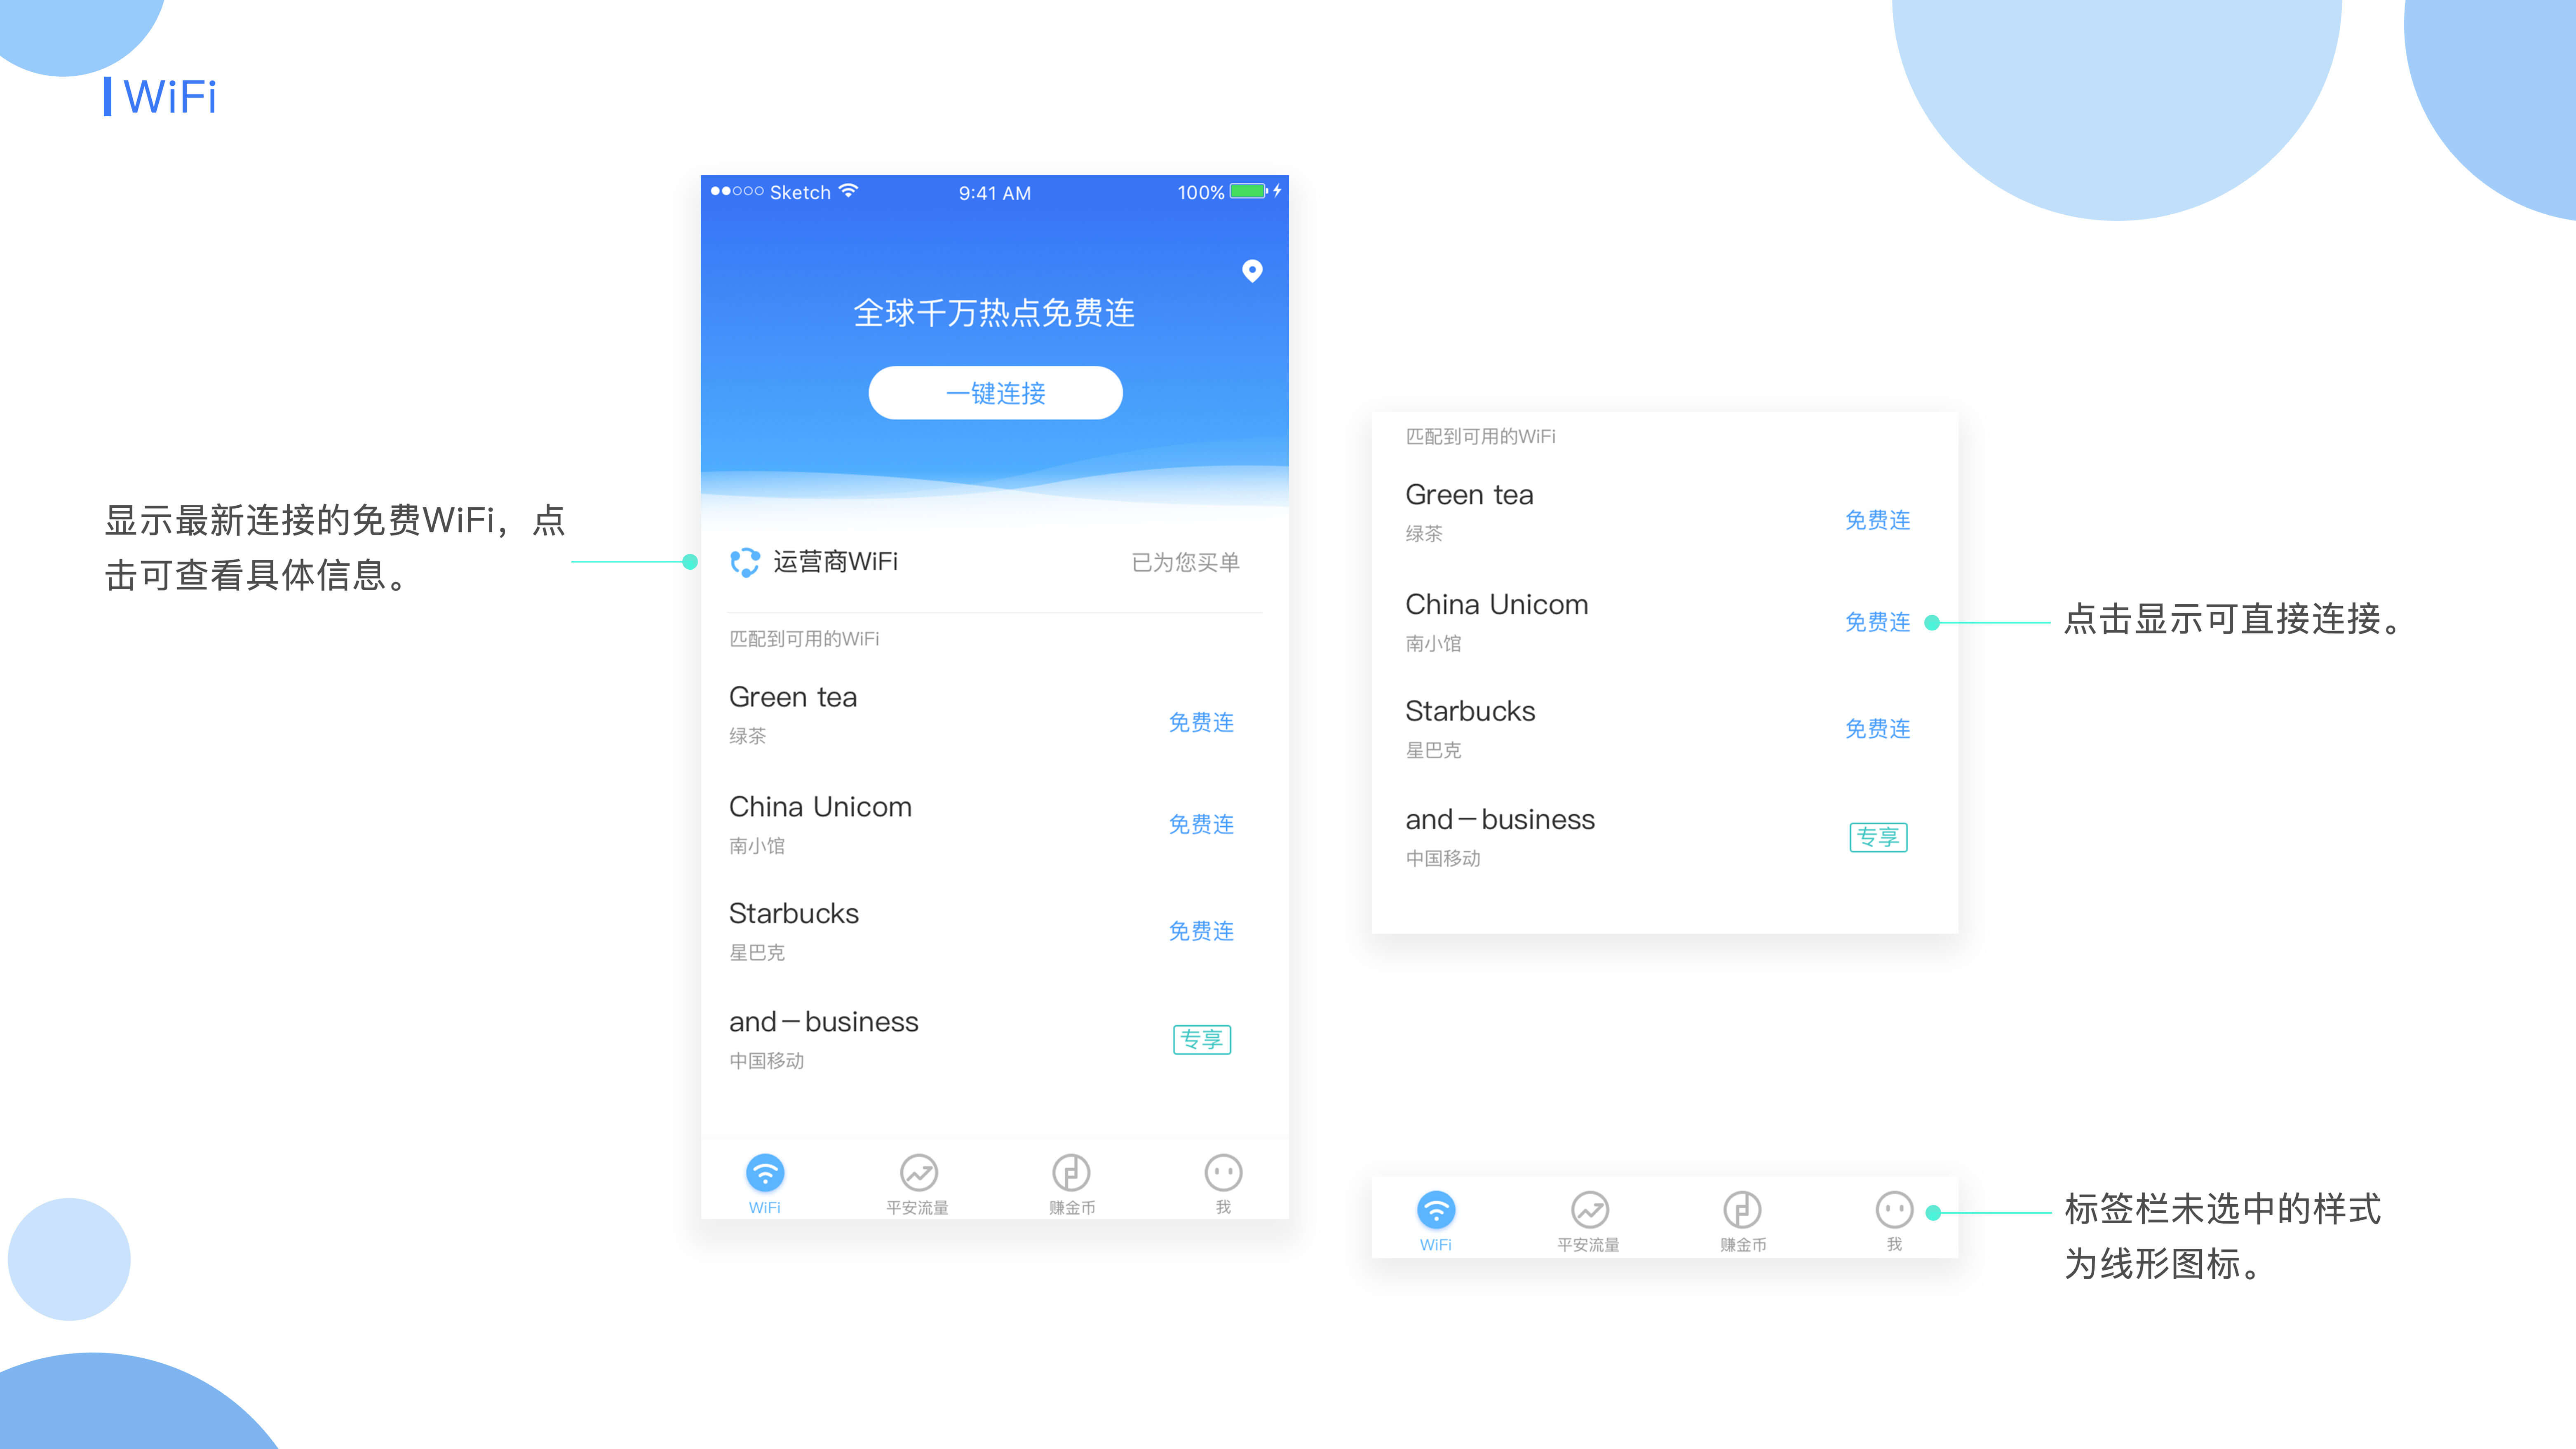 WiFi
显示最新连接的免费WiFi，点
击可查看具体信息。
Sketch 9:41 AM 100%
全球千万热点免费连
一键连接
运营商WiFi 已为您买单
匹配到可用的WiFi
Green tea
绿茶
免费连
China Unicom
南小馆
免费连
Starbucks
星巴克
免费连
and－business
中国移动
专享
WiFi 平安流量 赚金币 我
匹配到可用的WiFi
Green tea
绿茶
免费连
China Unicom
南小馆
免费连
Starbucks
星巴克
免费连
and－business
中国移动
专享
点击显示可直接连接。
WiFi 平安流量 赚金币 我
标签栏未选中的样式
为线形图标。